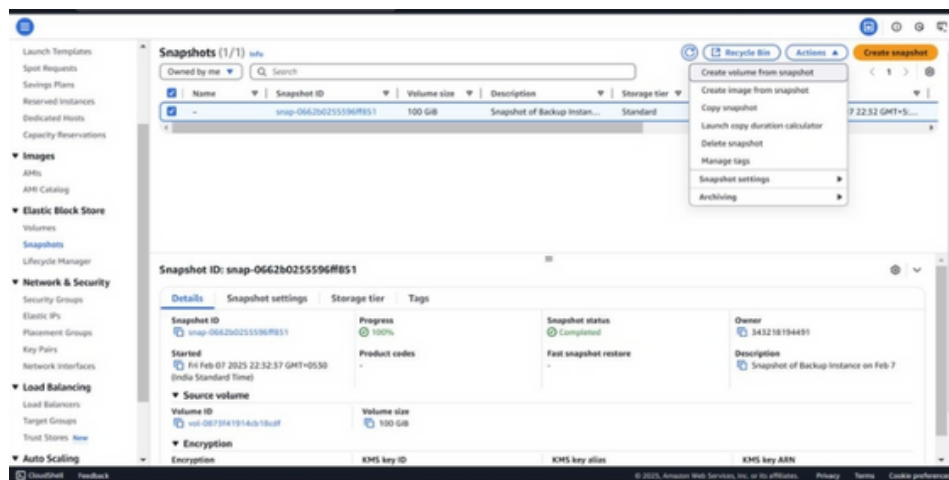 Launch Templates
Spot Requests
Savings Plans
Reserved Instances
Dedicated Hosts
Capacity Reservations
Images
AMIs
AMI Catalog
Elastic Block Store
Volumes
Snapshots
Lifecycle Manager
Network & Security
Security Groups
Elastic IPs
Placement Groups
Key Pairs
Network Interfaces
Load Balancing
Load Balancers
Target Groups
Trust Stores New
Auto Scaling
Snapshots (1/1) Info
Recycle Bin
Actions
Create snapshot
Owned by me
Search
1
Name Snapshot ID Volume size Description Storage tier
- snap-0662b0255596ff851 100 GiB Snapshot of Backup Instan... Standard 7 22:32 GMT+5:...
Create volume from snapshot
Create image from snapshot
Copy snapshot
Launch copy duration calculator
Delete snapshot
Manage tags
Snapshot settings
Archiving
Snapshot ID: snap-0662b0255596ff851
Details Snapshot settings Storage tier Tags
Snapshot ID Progress Snapshot status Owner
snap-0662b0255596ff851 100% Completed 343218194491
Started Product codes Fast snapshot restore Description
Fri Feb 07 2025 22:32:37 GMT+0530 - - Snapshot of Backup Instance on Feb 7
(India Standard Time)
Source volume
Volume ID Volume size
vol-0873f41914cb18cdf 100 GiB
Encryption
Encryption KMS key ID KMS key alias KMS key ARN
CloudShell Feedback © 2025, Amazon Web Services, Inc. or its affiliates. Privacy Terms Cookie preference